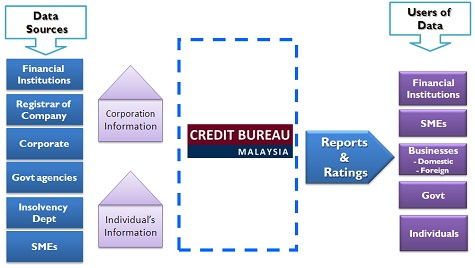 Data
Sources
Financial
Institutions
Registrar of
Company
Corporate
Govt agencies
Insolvency
Dept
SMEs
Corporation
Information
Individual's
Information
CREDIT BUREAU
MALAYSIA
Reports
&
Ratings
Users of
Data
Financial
Institutions
SMEs
Businesses
- Domestic
- Foreign
Govt
Individuals